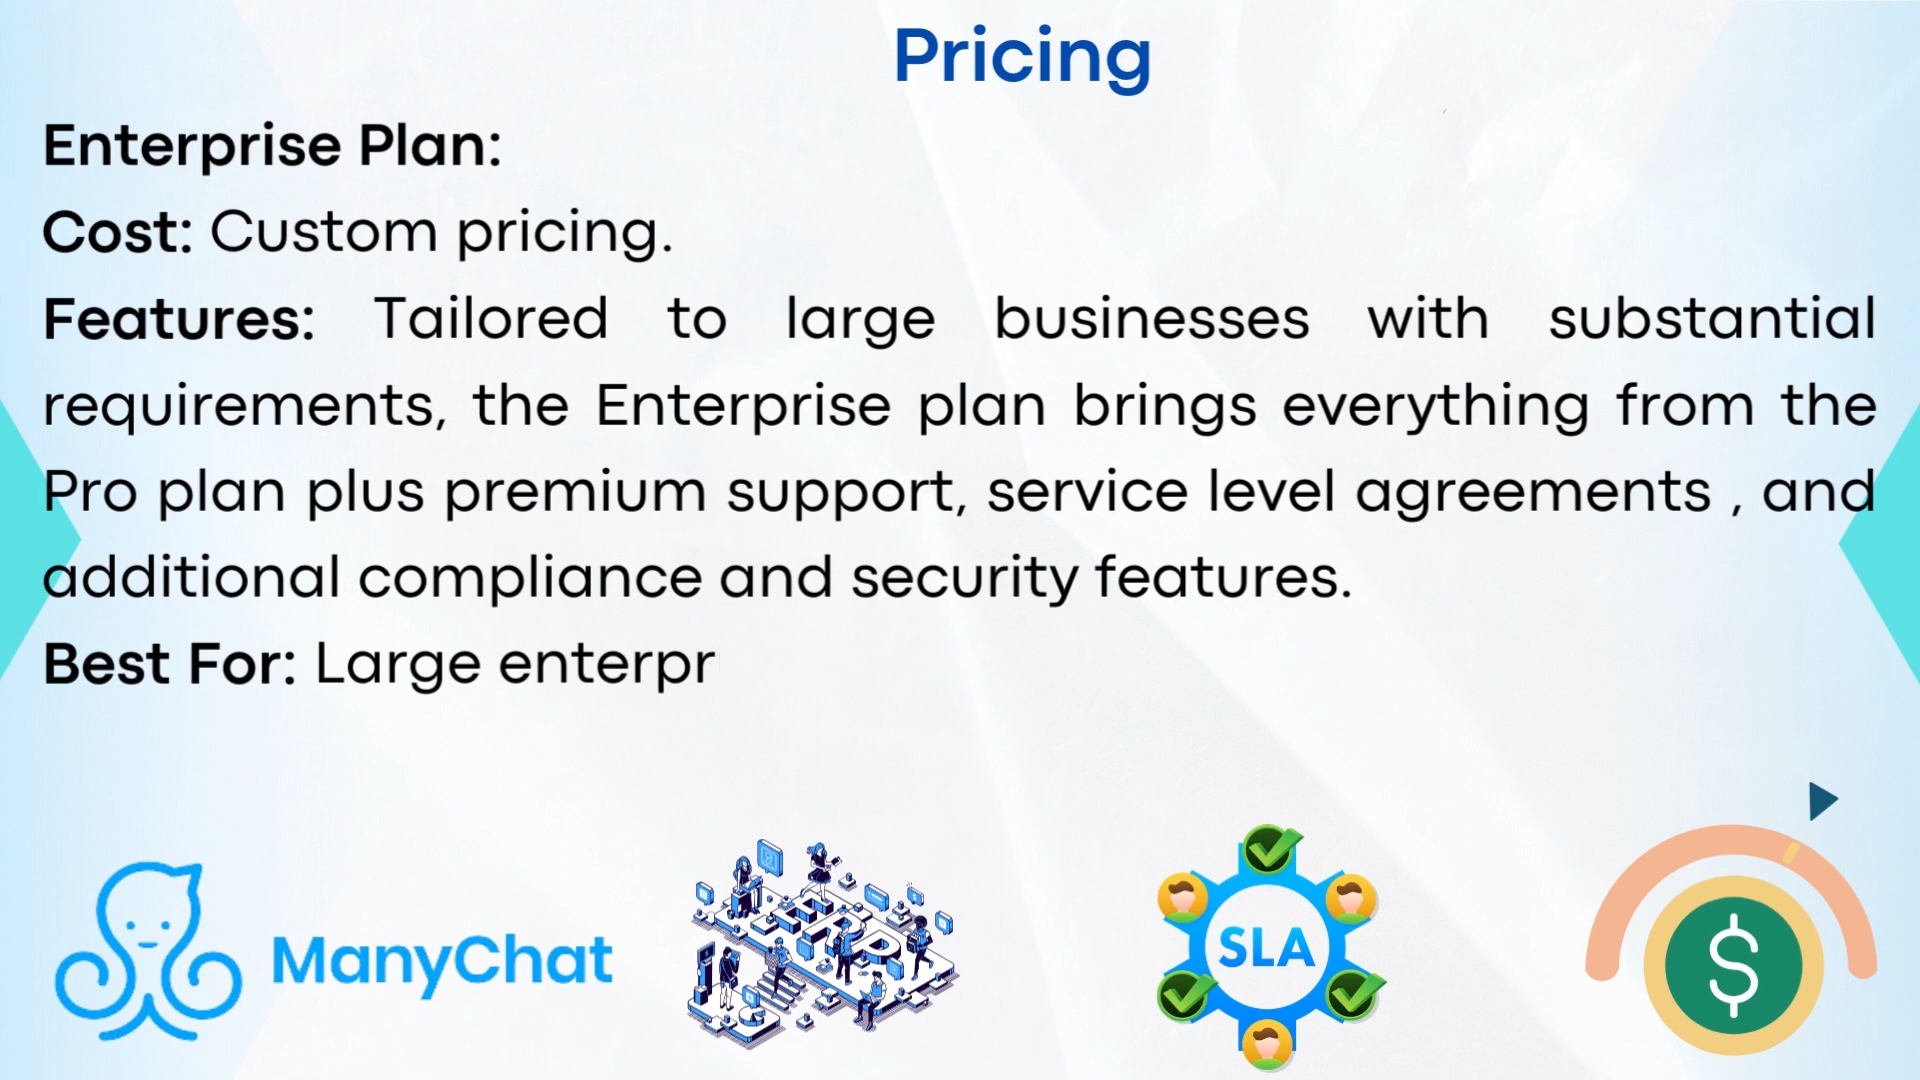 Pricing
Enterprise Plan:
Cost: Custom pricing.
Features: Tailored to large businesses with substantial
requirements, the Enterprise plan brings everything from the
Pro plan plus premium support, service level agreements , and
additional compliance and security features.
Best For: Large enterpr
ManyChat
ERP
SLA
$